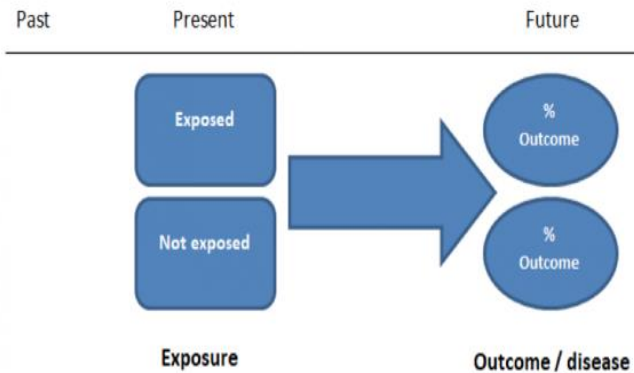 Past Present Future
Exposed
%
Outcome
Not exposed
%
Outcome
Exposure Outcome / disease